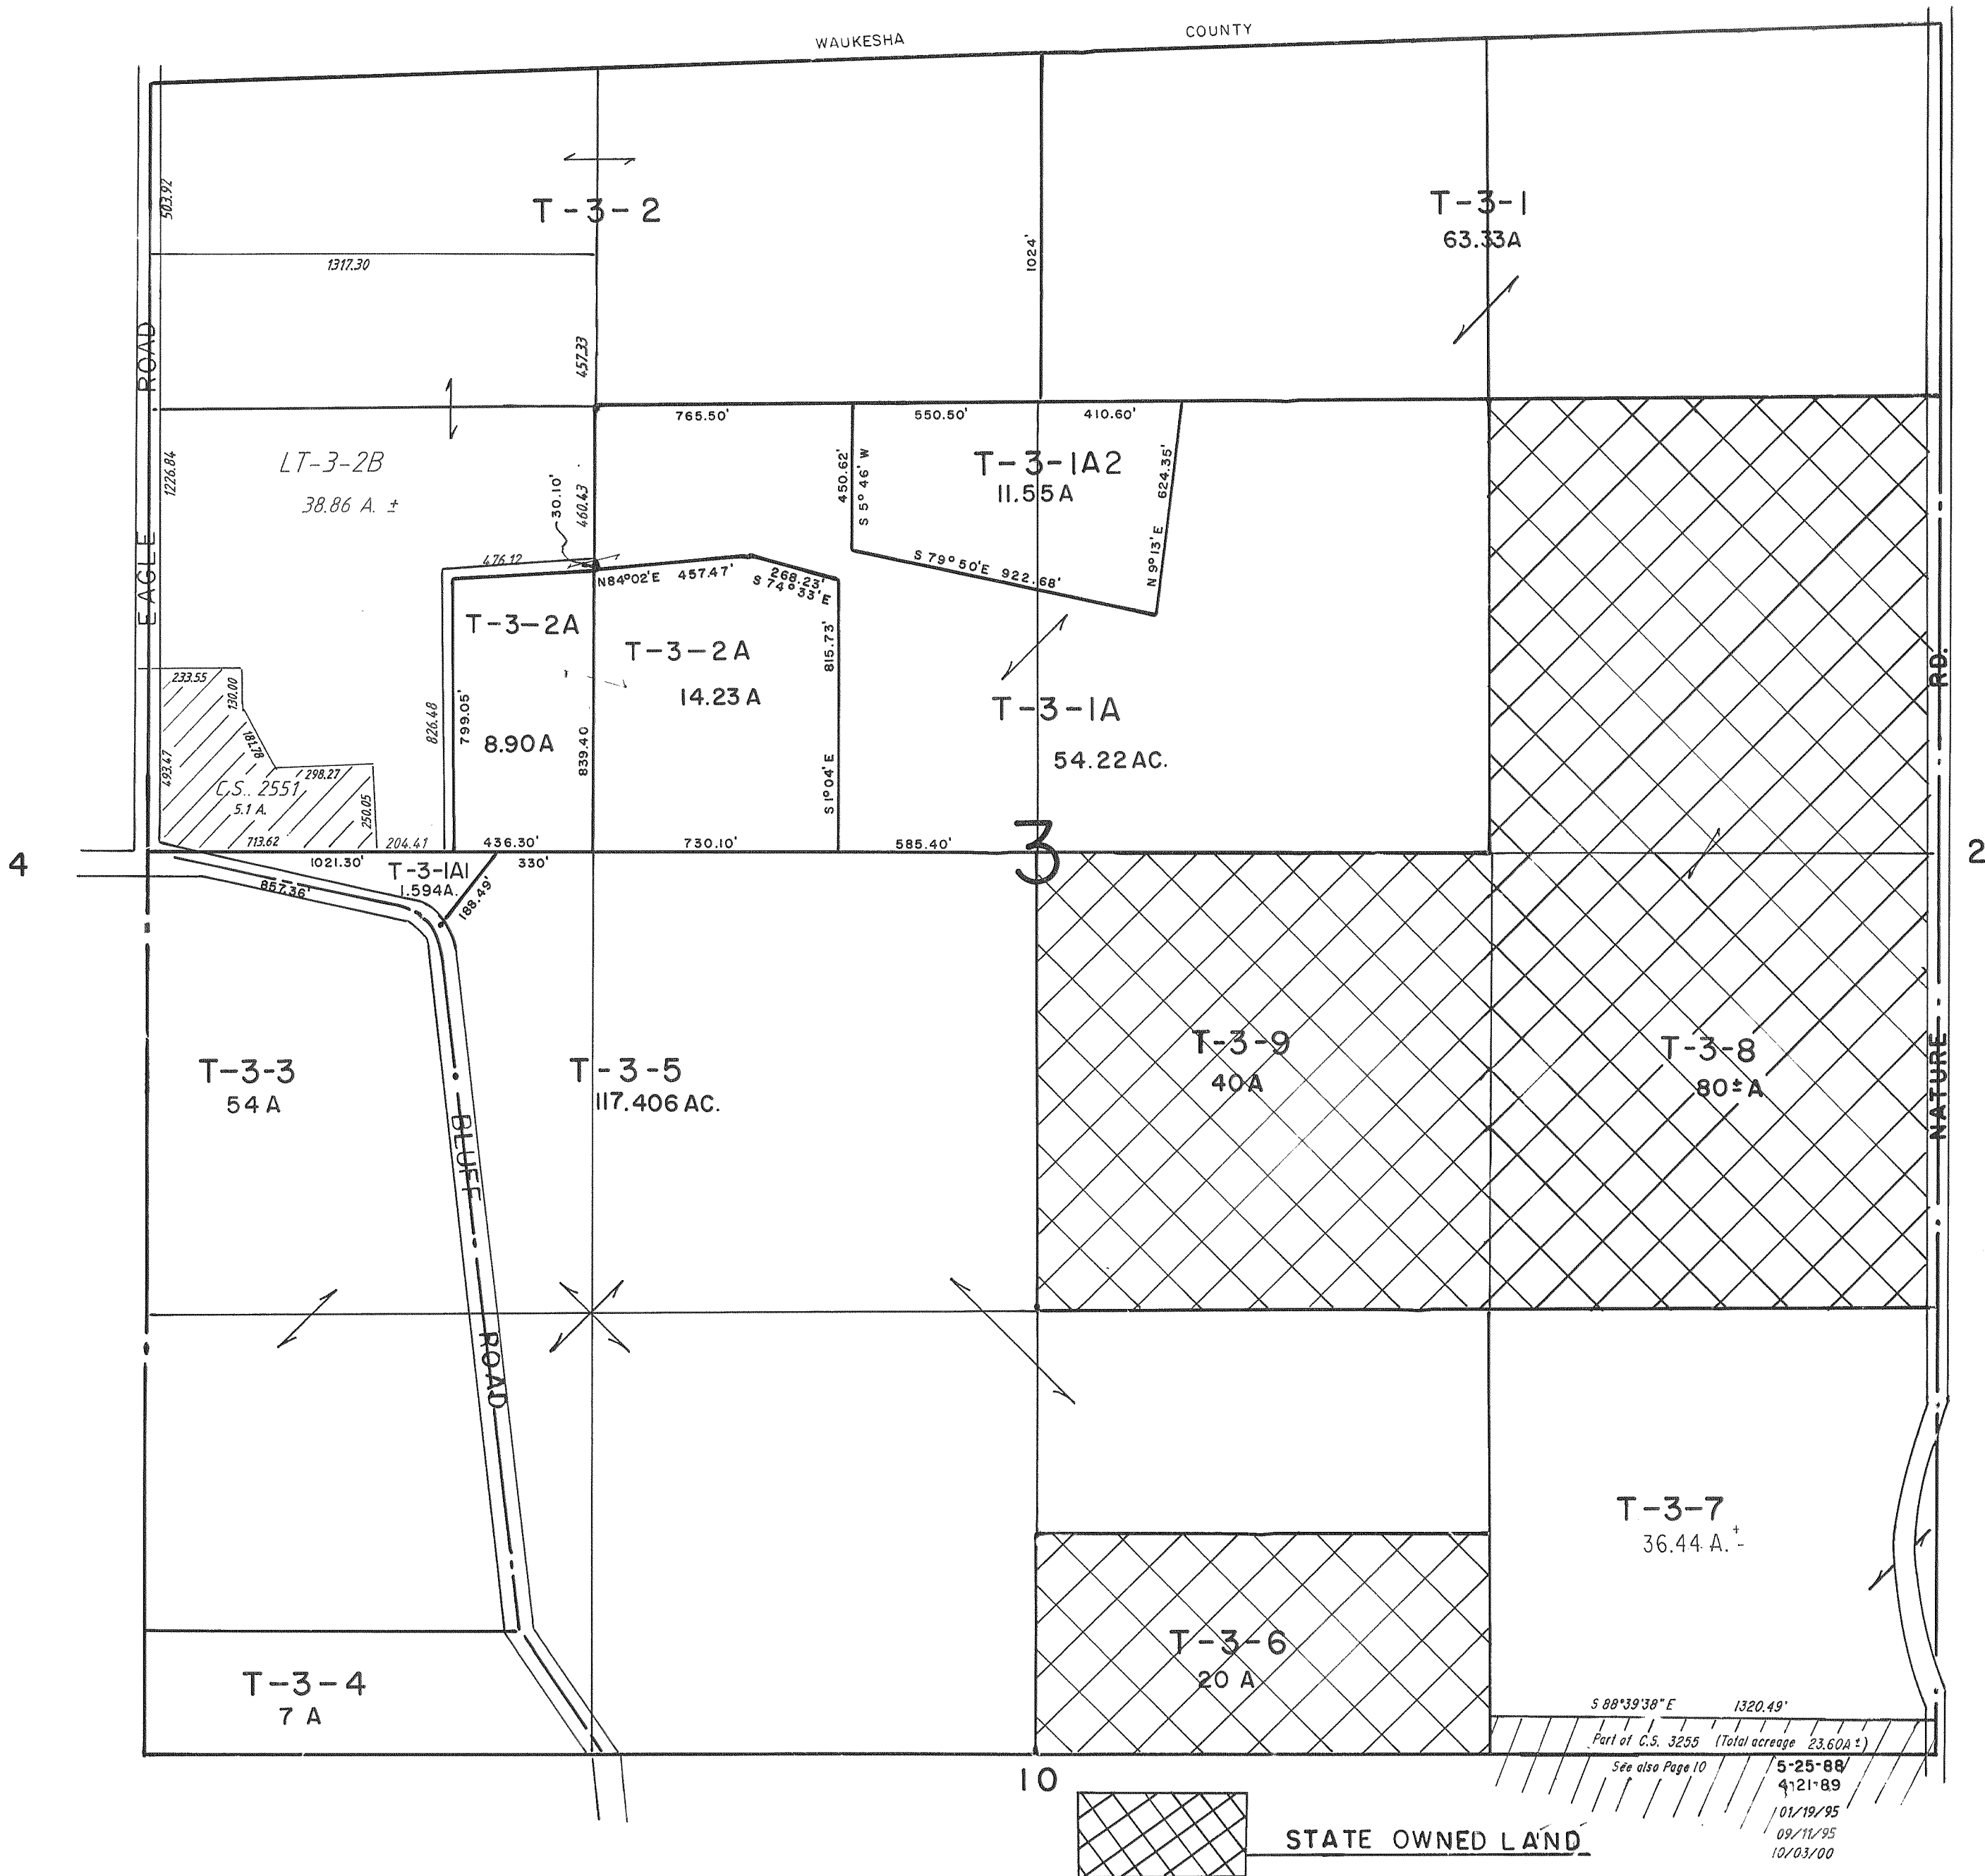 WAUKESHA COUNTY
T-3-2
T-3-1
63.33A
503.92
1317.30
1024'
457.33
EAGLE ROAD
765.50'
550.50'
410.60'
LT-3-2B
38.86 A. ±
1226.84
30.10'
460.43
450.62'
S 5° 46' W
T-3-1A2
11.55A
624.35'
N 9° 13' E
S 79° 50'E 922.68'
476.12
N84°02'E 457.47'
268.23'
S 74° 33' E
T-3-2A
T-3-2A
14.23 A
815.73'
S 1° 04' E
T-3-1A
54.22 AC.
RD.
233.55
130.00
181.78
298.27
493.47
C.S. 2551
5.1 A.
250.05
713.62
204.41
826.48
799.05'
8.90A
839.40
436.30'
730.10'
585.40'
4
3
2
1021.30'
T-3-1A1
1.594A.
330'
857.36'
188.49'
T-3-3
54 A
T-3-5
117.406 AC.
T-3-9
40A
T-3-8
80± A
NATURE
BLUFF ROAD
T-3-7
36.44 A. ±
T-3-6
20 A
T-3-4
7 A
S 88°39'38" E 1320.49'
Part of C.S. 3255 (Total acreage 23.60A ±)
See also Page 10
5-25-88
4-21-89
01/19/95
09/11/95
10/03/00
10
STATE OWNED LAND